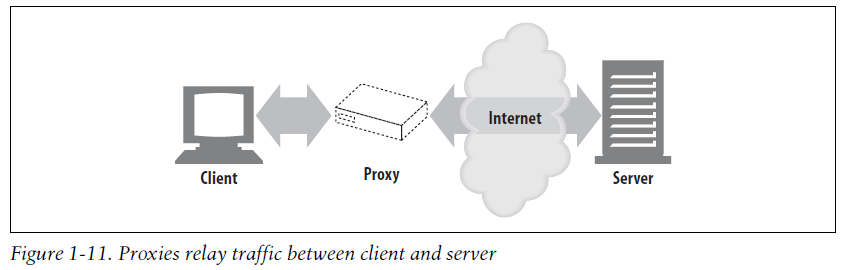 Internet
Client
Proxy
Server
Figure 1-11. Proxies relay traffic between client and server